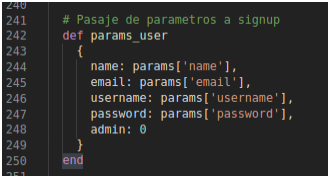 240
241 # Pasaje de parametros a signup
242 def params_user
243 {
244 name: params['name'],
245 email: params['email'],
246 username: params['username'],
247 password: params['password'],
248 admin: 0
249 }
250 end
251